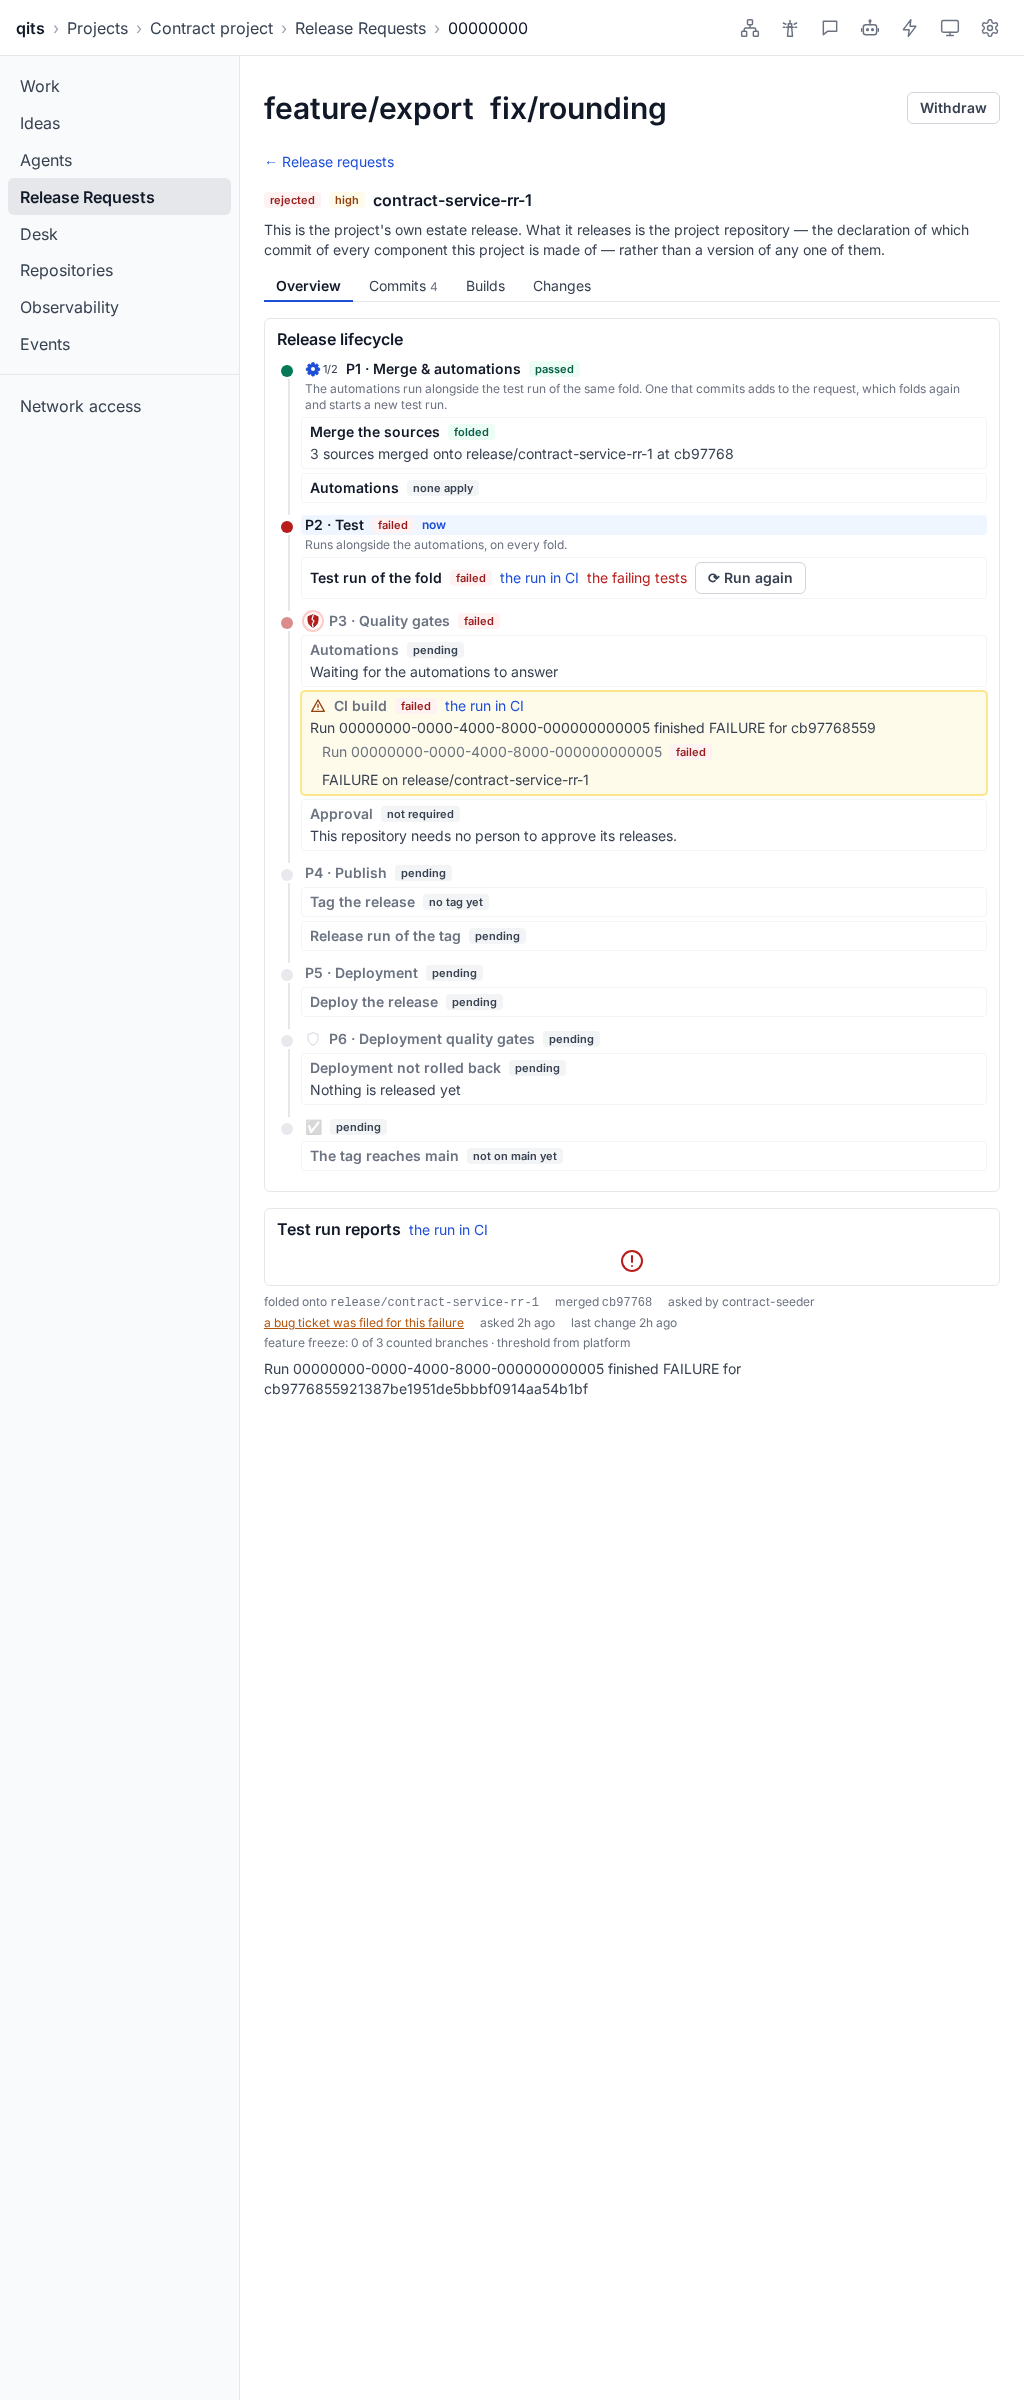 qits › Projects › Contract project › Release Requests › 00000000
Work
Ideas
Agents
Release Requests
Desk
Repositories
Observability
Events
Network access
feature/export fix/rounding
Withdraw
← Release requests
rejected high contract-service-rr-1
This is the project's own estate release. What it releases is the project repository — the declaration of which
commit of every component this project is made of — rather than a version of any one of them.
Overview Commits 4 Builds Changes
Release lifecycle
1/2 P1 · Merge & automations passed
The automations run alongside the test run of the same fold. One that commits adds to the request, which folds again
and starts a new test run.
Merge the sources folded
3 sources merged onto release/contract-service-rr-1 at cb97768
Automations none apply
P2 · Test failed now
Runs alongside the automations, on every fold.
Test run of the fold failed the run in CI the failing tests ⟳ Run again
P3 · Quality gates failed
Automations pending
Waiting for the automations to answer
CI build failed the run in CI
Run 00000000-0000-4000-8000-000000000005 finished FAILURE for cb97768559
Run 00000000-0000-4000-8000-000000000005 failed
FAILURE on release/contract-service-rr-1
Approval not required
This repository needs no person to approve its releases.
P4 · Publish pending
Tag the release no tag yet
Release run of the tag pending
P5 · Deployment pending
Deploy the release pending
P6 · Deployment quality gates pending
Deployment not rolled back pending
Nothing is released yet
pending
The tag reaches main not on main yet
Test run reports the run in CI
folded onto release/contract-service-rr-1 merged cb97768 asked by contract-seeder
a bug ticket was filed for this failure asked 2h ago last change 2h ago
feature freeze: 0 of 3 counted branches · threshold from platform
Run 00000000-0000-4000-8000-000000000005 finished FAILURE for
cb9776855921387be1951de5bbbf0914aa54b1bf